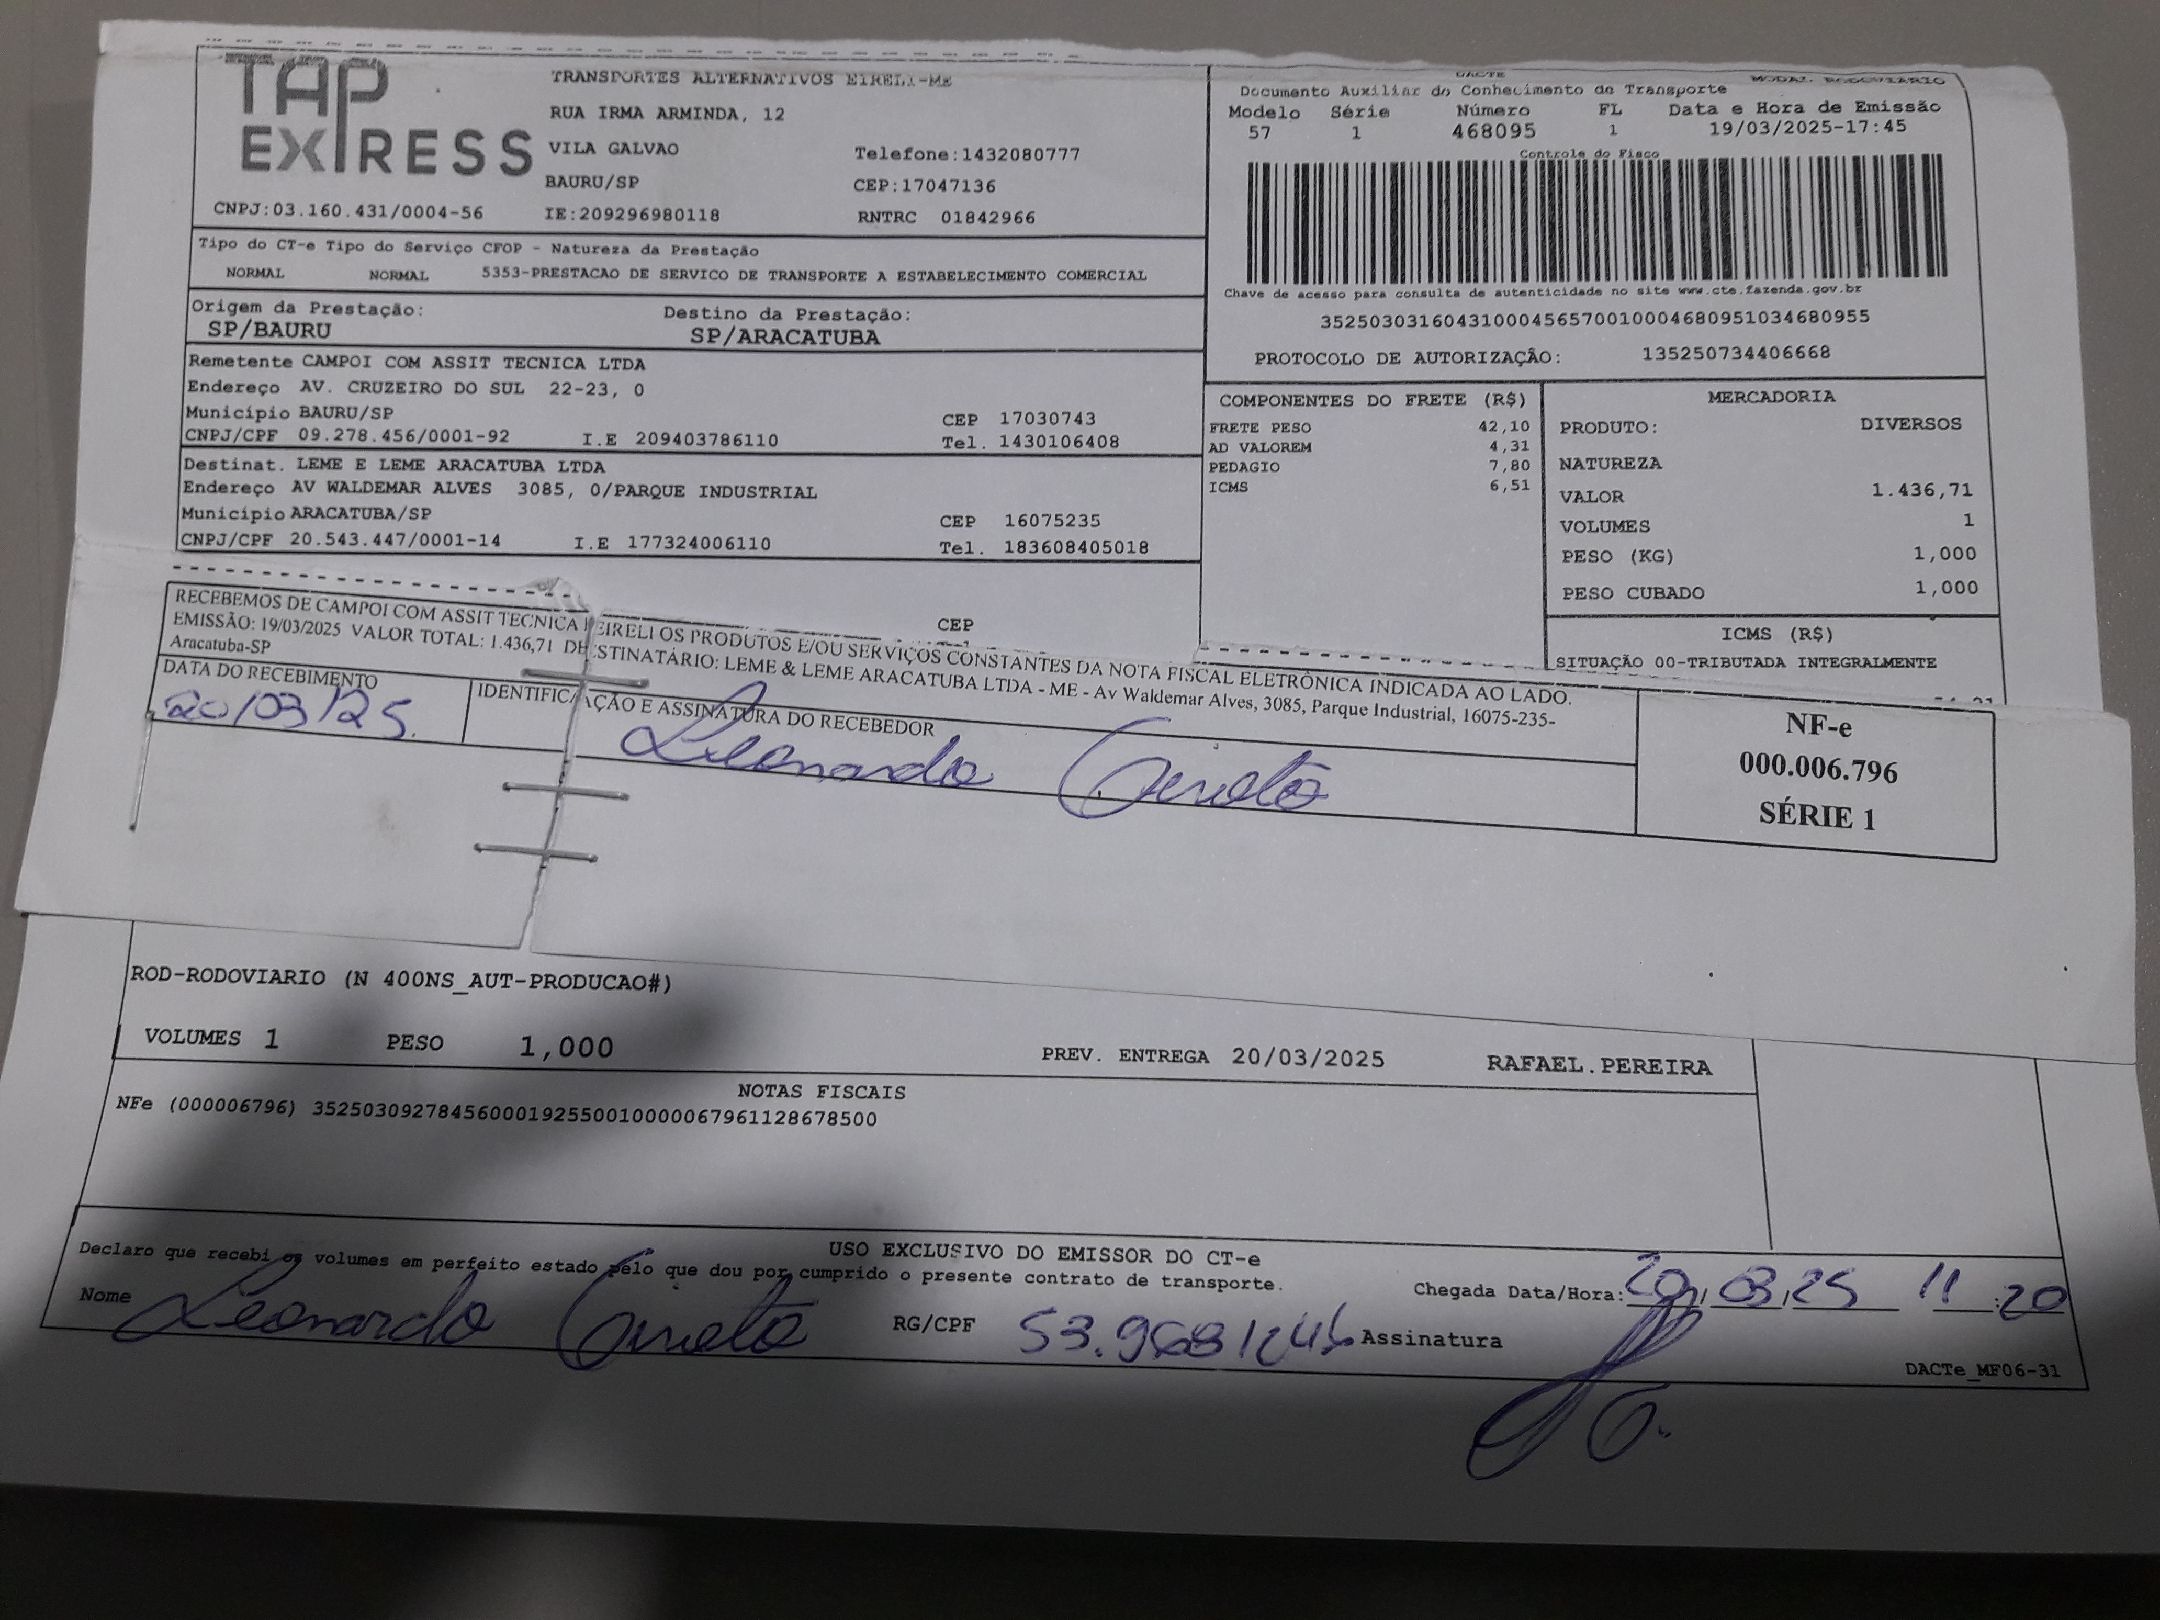 TAP EXPRESS
TRANSPORTES ALTERNATIVOS EIRELI-ME
RUA IRMA ARMINDA, 12
VILA GALVAO Telefone:1432080777
BAURU/SP CEP:17047136
CNPJ:03.160.431/0004-56 IE:209296980118 RNTRC 01842966
DACTE MODAL RODOVIARIO
Documento Auxiliar do Conhecimento de Transporte
Modelo Série Número FL Data e Hora de Emissão
57 1 468095 1 19/03/2025-17:45
Controle do Fisco
Chave de acesso para consulta de autenticidade no site www.cte.fazenda.gov.br
35250303160431000456570010004680951034680955
PROTOCOLO DE AUTORIZAÇÃO: 135250734406668
Tipo do CT-e Tipo do Serviço CFOP - Natureza da Prestação
NORMAL NORMAL 5353-PRESTACAO DE SERVICO DE TRANSPORTE A ESTABELECIMENTO COMERCIAL
Origem da Prestação: Destino da Prestação:
SP/BAURU SP/ARACATUBA
Remetente CAMPOI COM ASSIT TECNICA LTDA
Endereço AV. CRUZEIRO DO SUL 22-23, 0
Município BAURU/SP CEP 17030743
CNPJ/CPF 09.278.456/0001-92 I.E 209403786110 Tel. 1430106408
Destinat. LEME E LEME ARACATUBA LTDA
Endereço AV WALDEMAR ALVES 3085, 0/PARQUE INDUSTRIAL
Município ARACATUBA/SP CEP 16075235
CNPJ/CPF 20.543.447/0001-14 I.E 177324006110 Tel. 183608405018
CEP
COMPONENTES DO FRETE (R$)
FRETE PESO 42,10
AD VALOREM 4,31
PEDAGIO 7,80
ICMS 6,51
MERCADORIA
PRODUTO: DIVERSOS
NATUREZA
VALOR 1.436,71
VOLUMES 1
PESO (KG) 1,000
PESO CUBADO 1,000
ICMS (R$)
SITUAÇÃO 00-TRIBUTADA INTEGRALMENTE
RECEBEMOS DE CAMPOI COM ASSIT TECNICA EIRELI OS PRODUTOS E/OU SERVIÇOS CONSTANTES DA NOTA FISCAL ELETRÔNICA INDICADA AO LADO.
EMISSÃO: 19/03/2025 VALOR TOTAL: 1.436,71 DESTINATÁRIO: LEME & LEME ARACATUBA LTDA - ME - Av Waldemar Alves, 3085, Parque Industrial, 16075-235-
Aracatuba-SP
DATA DO RECEBIMENTO IDENTIFICAÇÃO E ASSINATURA DO RECEBEDOR
20/03/25 Leonardo
NF-e
000.006.796
SÉRIE 1
ROD-RODOVIARIO (N 400NS_AUT-PRODUCAO#)
VOLUMES 1 PESO 1,000 PREV. ENTREGA 20/03/2025 RAFAEL.PEREIRA
NOTAS FISCAIS
NFe (000006796) 35250309278456000192550010000067961128678500
USO EXCLUSIVO DO EMISSOR DO CT-e
Declaro que recebi os volumes em perfeito estado pelo que dou por cumprido o presente contrato de transporte.
Chegada Data/Hora: 20/03/25 11:20
Nome Leonardo RG/CPF Assinatura
DACTe_MF06-31